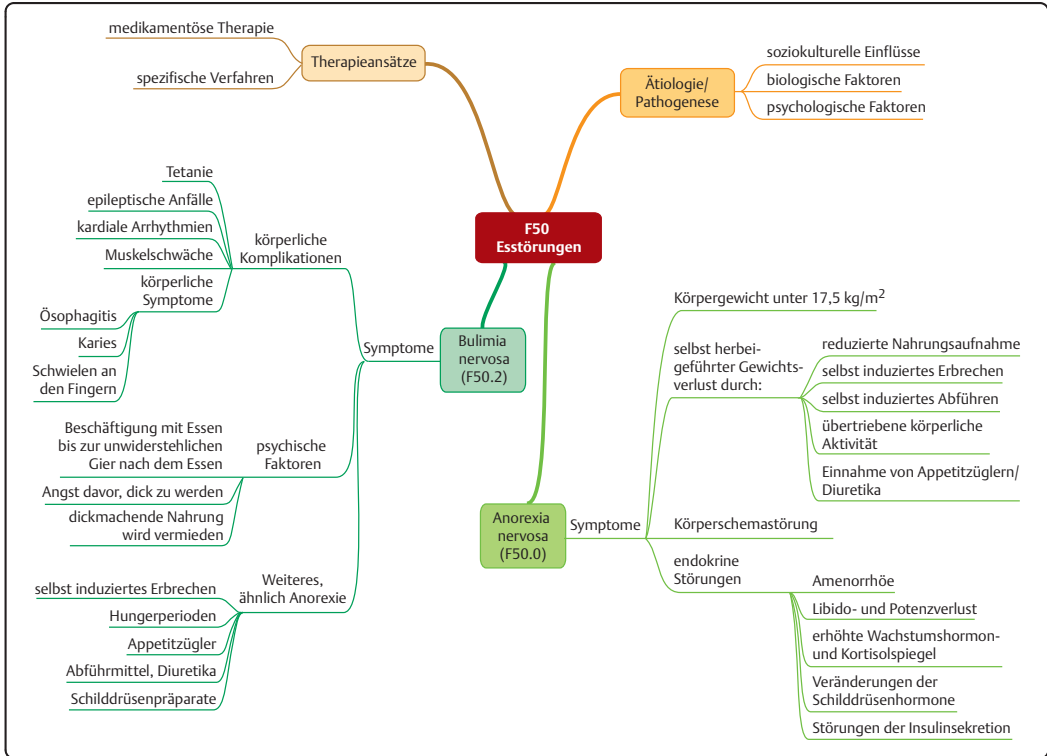 medikamentöse Therapie
spezifische Verfahren
Therapieansätze
Ätiologie/
Pathogenese
soziokulturelle Einflüsse
biologische Faktoren
psychologische Faktoren
F50
Esstörungen
Bulimia
nervosa
(F50.2)
Symptome
körperliche
Komplikationen
Tetanie
epileptische Anfälle
kardiale Arrhythmien
Muskelschwäche
körperliche
Symptome
Ösophagitis
Karies
Schwielen an
den Fingern
psychische
Faktoren
Beschäftigung mit Essen
bis zur unwiderstehlichen
Gier nach dem Essen
Angst davor, dick zu werden
dickmachende Nahrung
wird vermieden
Weiteres,
ähnlich Anorexie
selbst induziertes Erbrechen
Hungerperioden
Appetitzügler
Abführmittel, Diuretika
Schilddrüsenpräparate
Anorexia
nervosa
(F50.0)
Symptome
Körpergewicht unter 17,5 kg/m²
selbst herbei-
geführter Gewichts-
verlust durch:
reduzierte Nahrungsaufnahme
selbst induziertes Erbrechen
selbst induziertes Abführen
übertriebene körperliche
Aktivität
Einnahme von Appetitzüglern/
Diuretika
Körperschemastörung
endokrine
Störungen
Amenorrhöe
Libido- und Potenzverlust
erhöhte Wachstumshormon-
und Kortisolspiegel
Veränderungen der
Schilddrüsenhormone
Störungen der Insulinsekretion